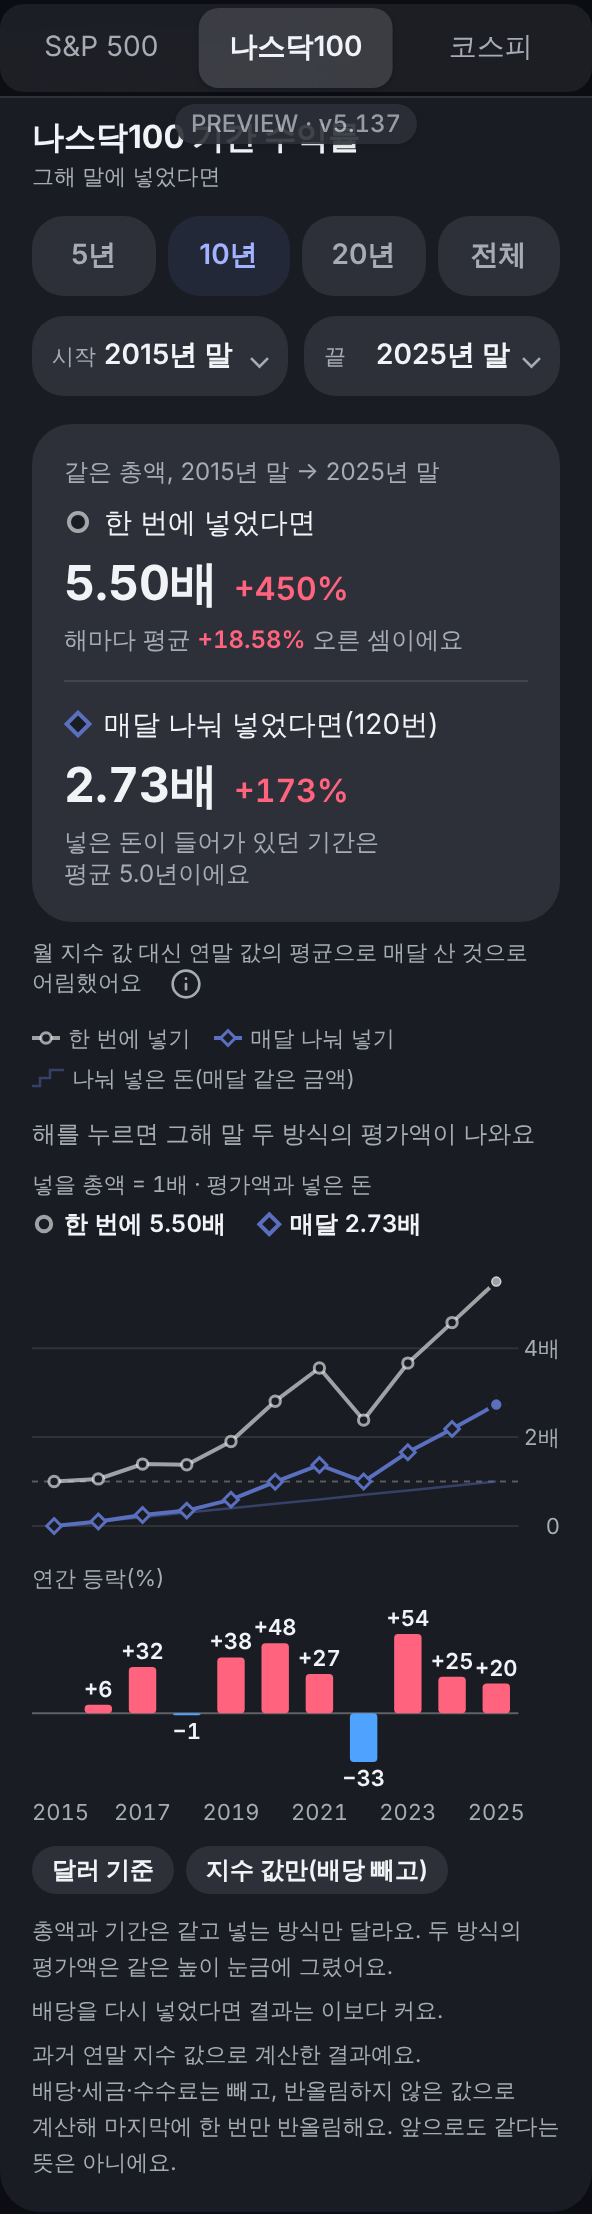 S&P 500 나스닥100 코스피
PREVIEW · v5.137
나스닥100 기간 수익률
그해 말에 넣었다면
5년 10년 20년 전체
시작 2015년 말 끝 2025년 말
같은 총액, 2015년 말 → 2025년 말
한 번에 넣었다면
5.50배 +450%
해마다 평균 +18.58% 오른 셈이에요
매달 나눠 넣었다면(120번)
2.73배 +173%
넣은 돈이 들어가 있던 기간은
평균 5.0년이에요
월 지수 값 대신 연말 값의 평균으로 매달 산 것으로
어림했어요
한 번에 넣기 매달 나눠 넣기
나눠 넣은 돈(매달 같은 금액)
해를 누르면 그해 말 두 방식의 평가액이 나와요
넣을 총액 = 1배 · 평가액과 넣은 돈
한 번에 5.50배 매달 2.73배
4배
2배
0
연간 등락(%)
+6 +32 −1 +38 +48 +27 −33 +54 +25 +20
2015 2017 2019 2021 2023 2025
달러 기준 지수 값만(배당 빼고)
총액과 기간은 같고 넣는 방식만 달라요. 두 방식의
평가액은 같은 높이 눈금에 그렸어요.
배당을 다시 넣었다면 결과는 이보다 커요.
과거 연말 지수 값으로 계산한 결과예요.
배당·세금·수수료는 빼고, 반올림하지 않은 값으로
계산해 마지막에 한 번만 반올림해요. 앞으로도 같다는
뜻은 아니에요.